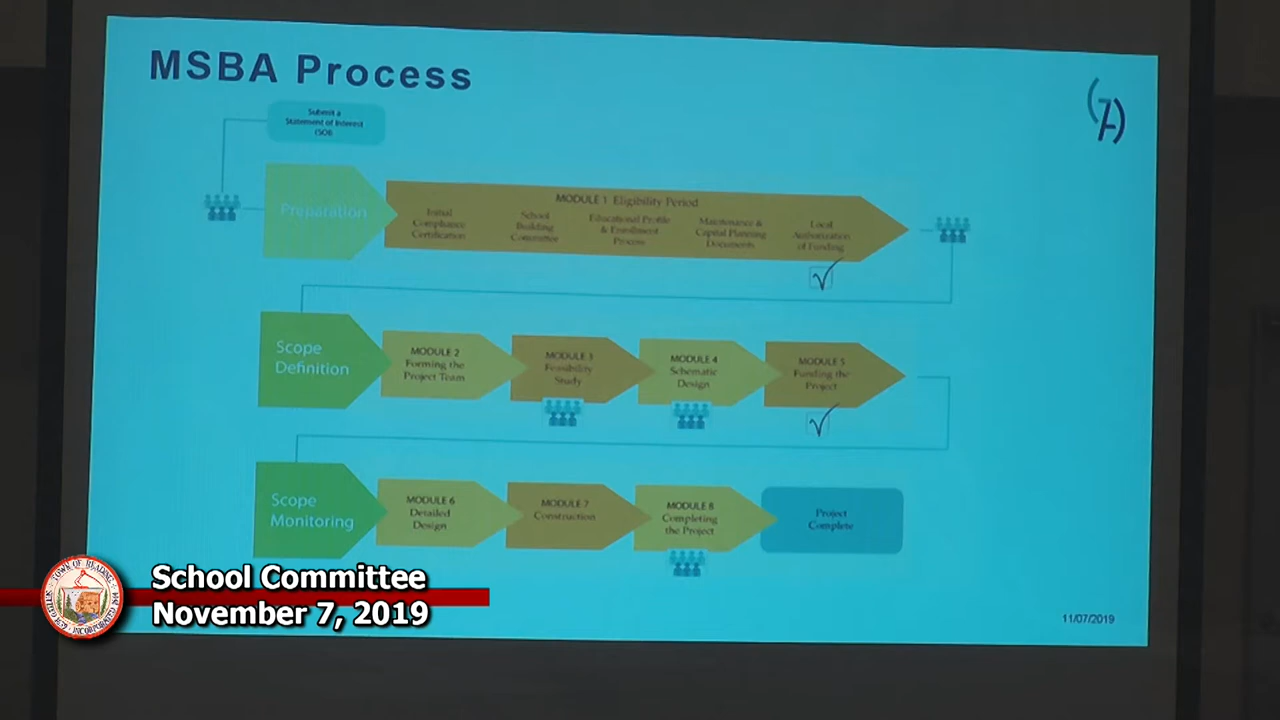 MSBA Process
Submit a
Statement of Interest
(SOI)
Preparation
MODULE 1 Eligibility Period
Initial
Compliance
Certification
School
Building
Committee
Educational Profile
& Enrollment
Process
Maintenance &
Capital Planning
Documents
Local
Authorization
of Funding
Scope
Definition
MODULE 2
Forming the
Project Team
MODULE 3
Feasibility
Study
MODULE 4
Schematic
Design
MODULE 5
Funding the
Project
Scope
Monitoring
MODULE 6
Detailed
Design
MODULE 7
Construction
MODULE 8
Completing
the Project
Project
Complete
TOWN OF READING
School Committee
November 7, 2019
11/07/2019